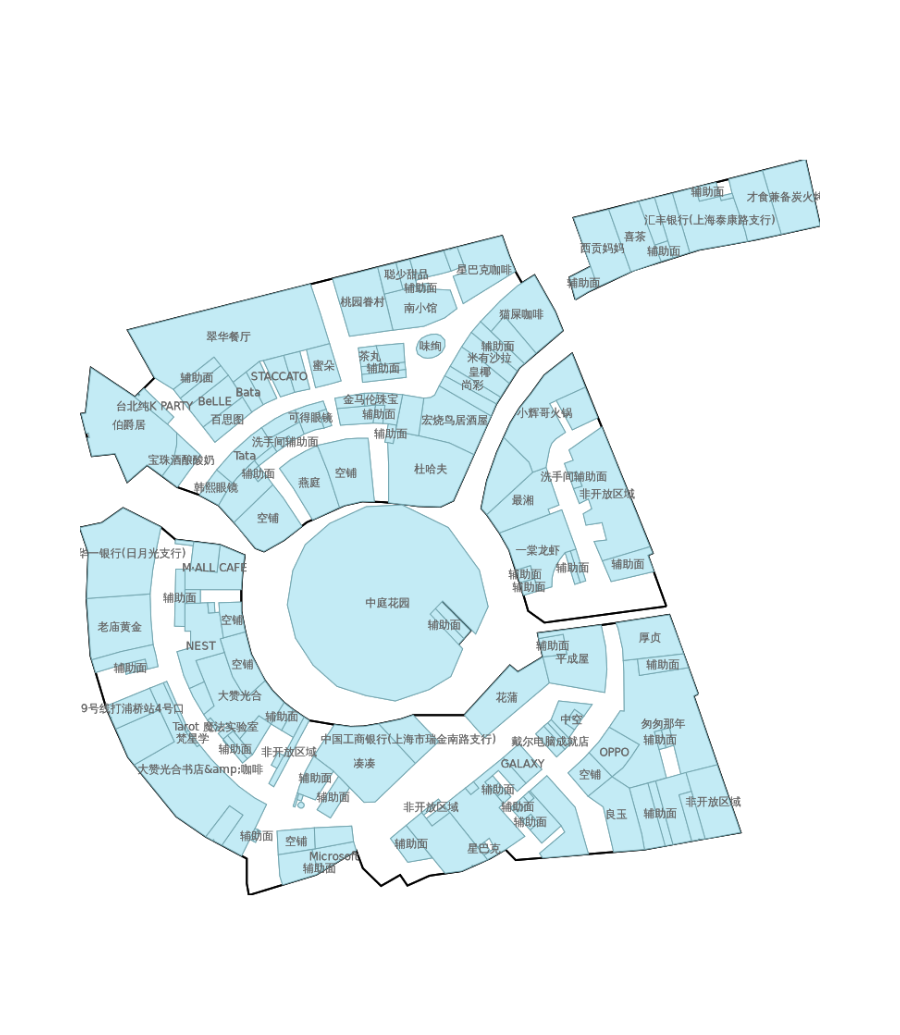 辅助面
才食兼备炭火烤
汇丰银行(上海泰康路支行)
喜茶
西贡妈妈
辅助面
辅助面
星巴克咖啡
聪少甜品
辅助面
桃园眷村
南小馆
猫屎咖啡
翠华餐厅
味绚
辅助面
茶丸
米有沙拉
蜜朵
辅助面
皇椰
STACCATO
辅助面
尚彩
Bata
BeLLE
金马伦珠宝
台北纯K PARTY
辅助面
小辉哥火锅
百思图
可得眼镜
宏烧鸟居酒屋
伯爵居
辅助面
洗手间辅助面
Tata
宝珠酒酿酸奶
杜哈夫
辅助面
空铺
洗手间辅助面
燕庭
韩熙眼镜
非开放区域
最湘
空铺
华一银行(日月光支行)
一棠龙虾
M·ALL CAFE
辅助面
辅助面
辅助面
辅助面
辅助面
中庭花园
空铺
辅助面
老庙黄金
厚贞
NEST
辅助面
平成屋
空铺
辅助面
辅助面
大赞光合
花蒲
9号线打浦桥站4号口
辅助面
中空
匆匆那年
Tarot 魔法实验室
梵星学
中国工商银行(上海市瑞金南路支行)
戴尔电脑成就店
辅助面
辅助面
非开放区域
OPPO
凑凑
GALAXY
大赞光合书店&amp;咖啡
空铺
辅助面
辅助面
辅助面
非开放区域
非开放区域
辅助面
良玉
辅助面
辅助面
辅助面
空铺
辅助面
星巴克
Microsoft
辅助面